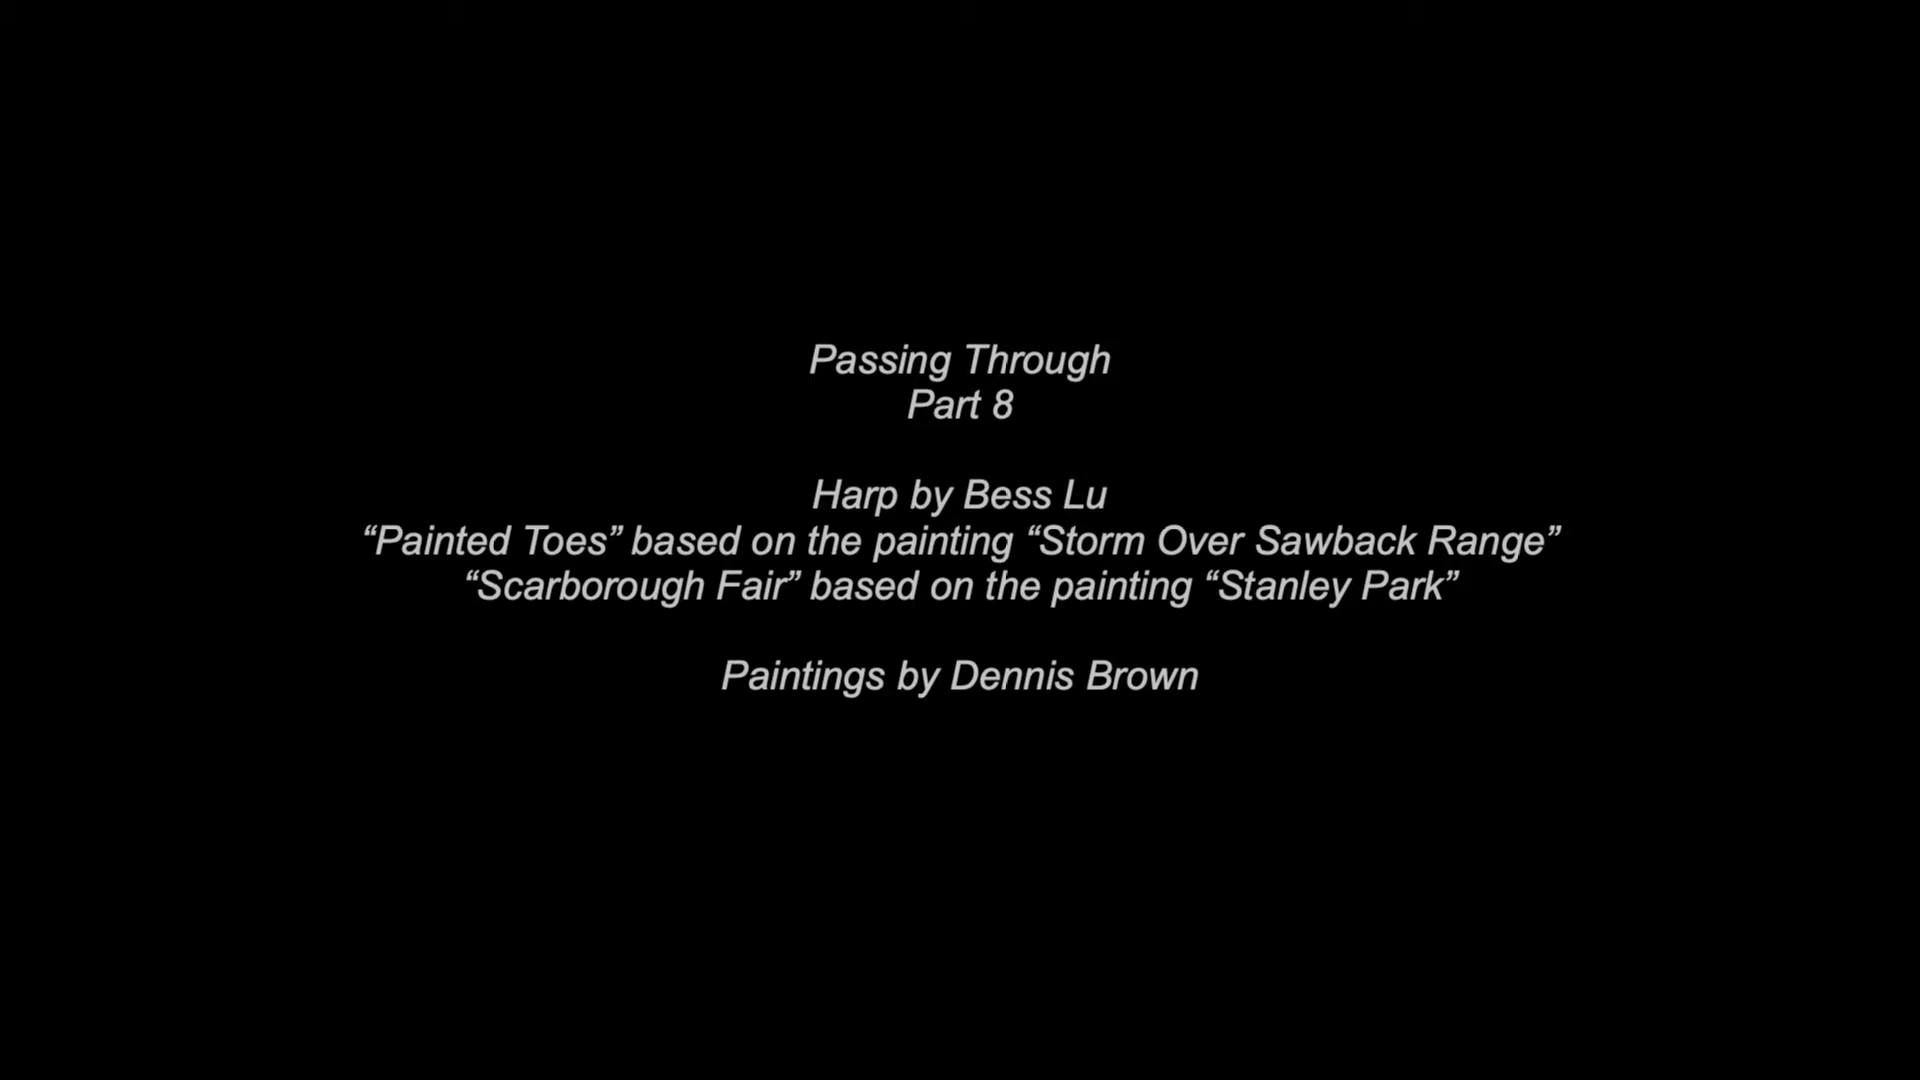 Passing Through
Part 8
Harp by Bess Lu
“Painted Toes” based on the painting “Storm Over Sawback Range”
“Scarborough Fair” based on the painting “Stanley Park”
Paintings by Dennis Brown